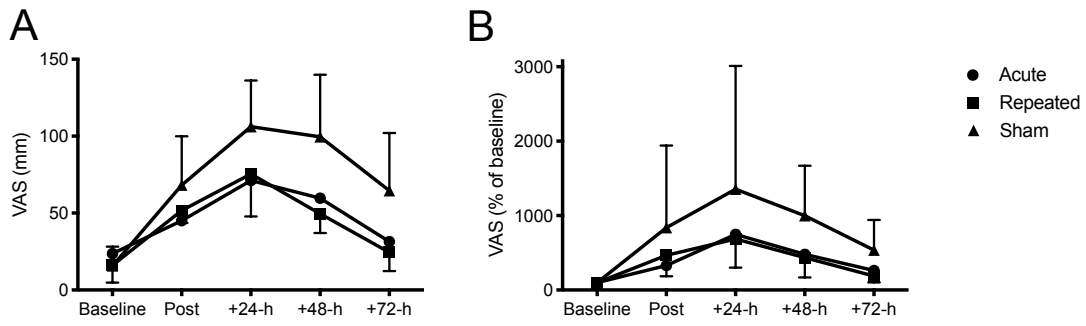 A
VAS (mm)
150
100
50
0
Baseline Post +24-h +48-h +72-h
B
VAS (% of baseline)
3000
2000
1000
0
Baseline Post +24-h +48-h +72-h
Acute
Repeated
Sham